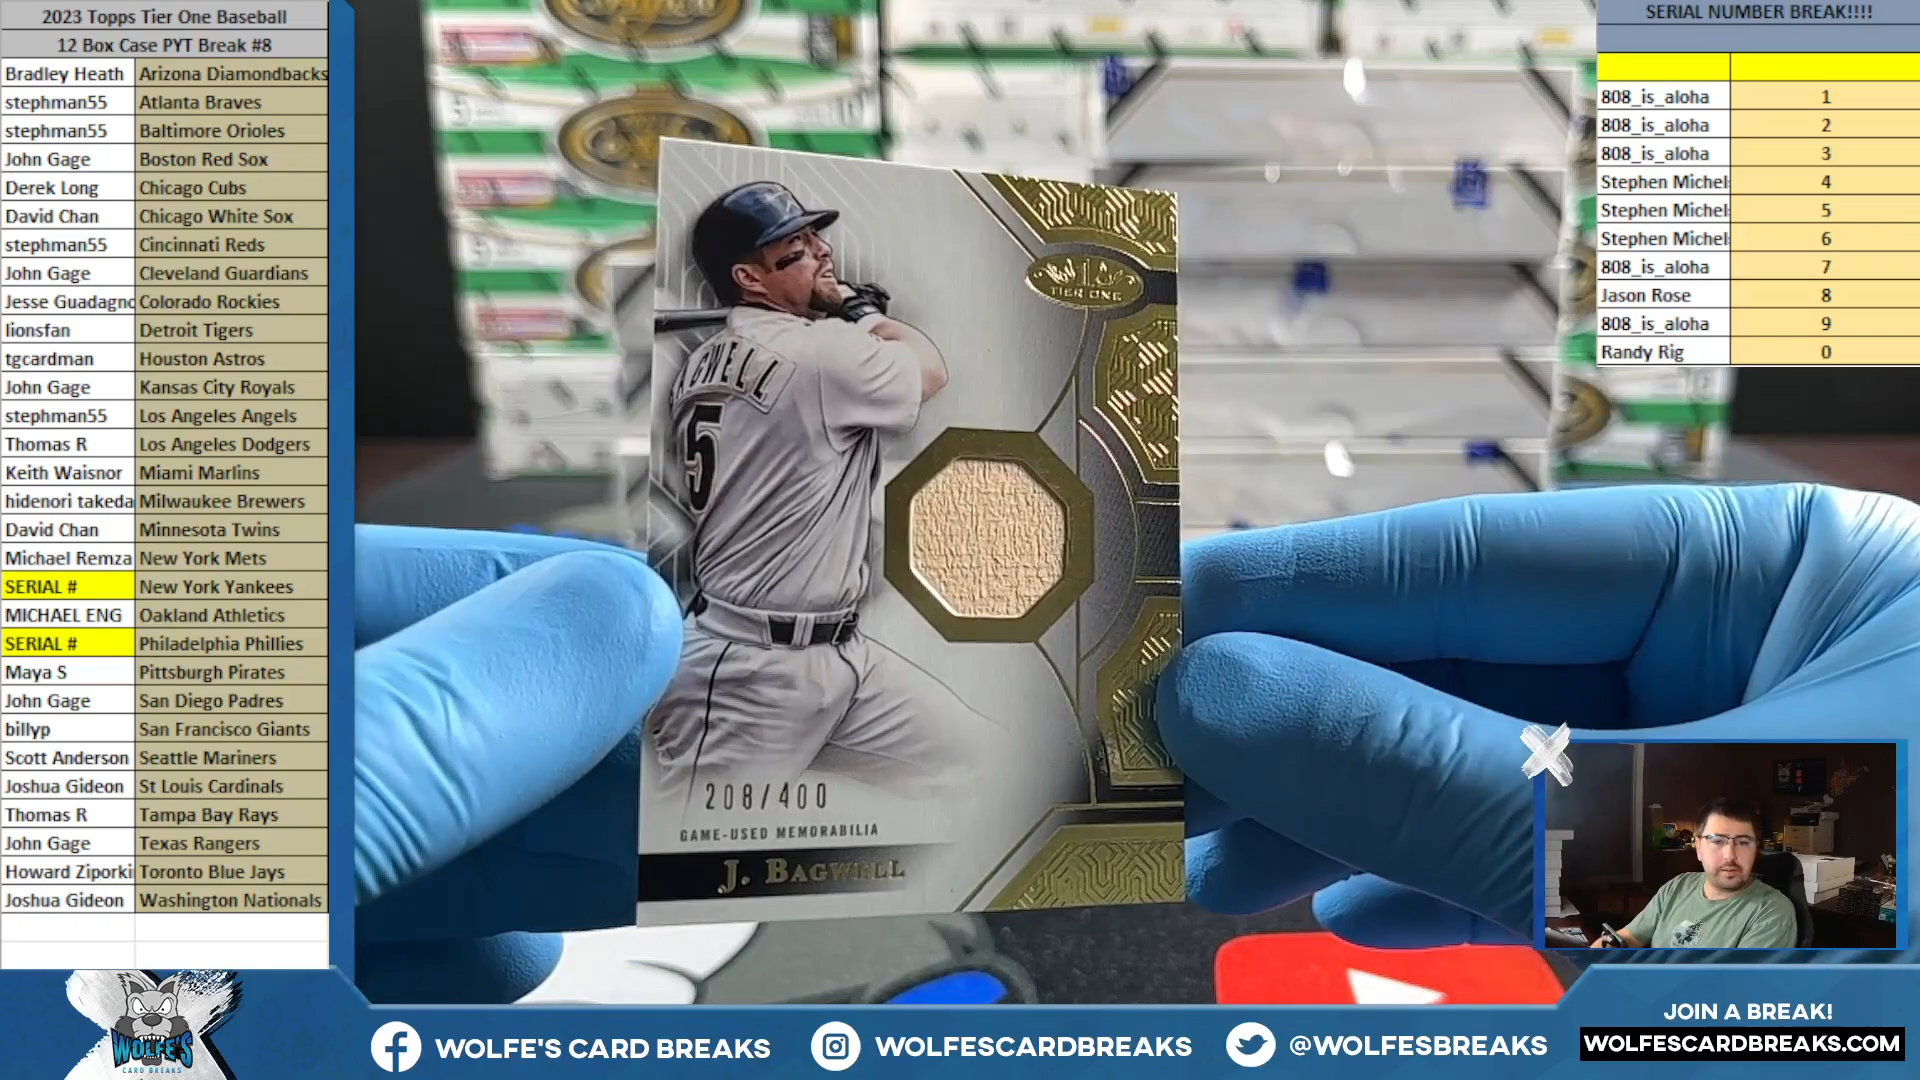 2023 Topps Tier One Baseball
12 Box Case PYT Break #8
Bradley Heath Arizona Diamondbacks
stephman55 Atlanta Braves
stephman55 Baltimore Orioles
John Gage Boston Red Sox
Derek Long Chicago Cubs
David Chan Chicago White Sox
stephman55 Cincinnati Reds
John Gage Cleveland Guardians
Jesse Guadagno Colorado Rockies
lionsfan Detroit Tigers
tgcardman Houston Astros
John Gage Kansas City Royals
stephman55 Los Angeles Angels
Thomas R Los Angeles Dodgers
Keith Waisnor Miami Marlins
hidenori takeda Milwaukee Brewers
David Chan Minnesota Twins
Michael Remza New York Mets
SERIAL # New York Yankees
MICHAEL ENG Oakland Athletics
SERIAL # Philadelphia Phillies
Maya S Pittsburgh Pirates
John Gage San Diego Padres
billyp San Francisco Giants
Scott Anderson Seattle Mariners
Joshua Gideon St Louis Cardinals
Thomas R Tampa Bay Rays
John Gage Texas Rangers
Howard Ziporki Toronto Blue Jays
Joshua Gideon Washington Nationals
SERIAL NUMBER BREAK!!!!
808_is_aloha 1
808_is_aloha 2
808_is_aloha 3
Stephen Michel 4
Stephen Michel 5
Stephen Michel 6
808_is_aloha 7
Jason Rose 8
808_is_aloha 9
Randy Rig 0
TIER ONE
AGWELL
5
208/400
GAME-USED MEMORABILIA
J. BAGWELL
WOLFE'S
CARD BREAKS
WOLFE'S CARD BREAKS
WOLFESCARDBREAKS
@WOLFESBREAKS
JOIN A BREAK!
WOLFESCARDBREAKS.COM